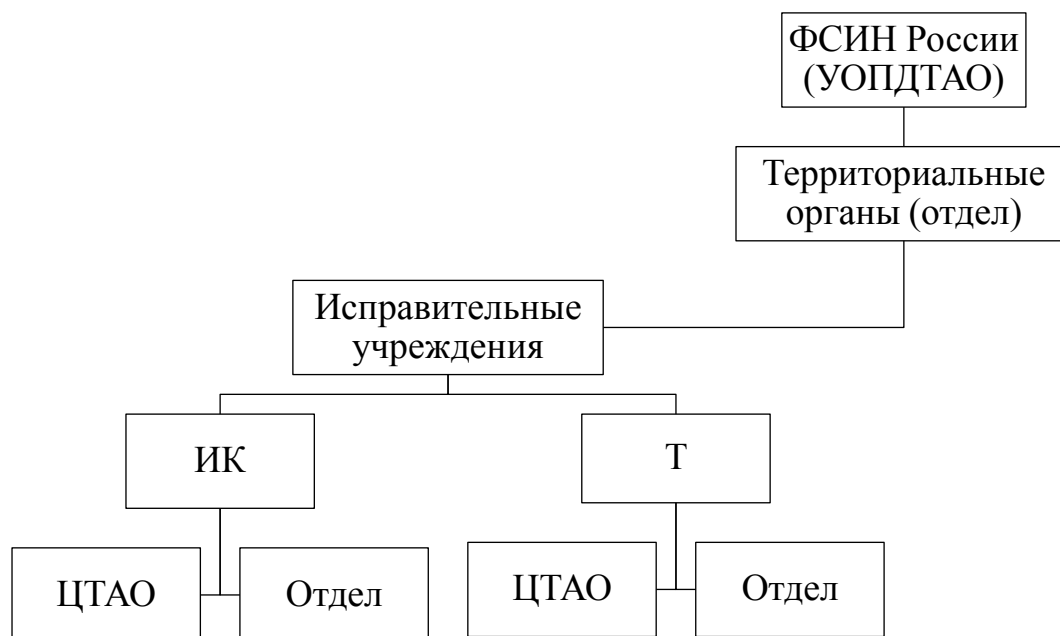 ФСИН России
(УОПДТАО)
Территориальные
органы (отдел)
Исправительные
учреждения
ИК
Т
ЦТАО
Отдел
ЦТАО
Отдел